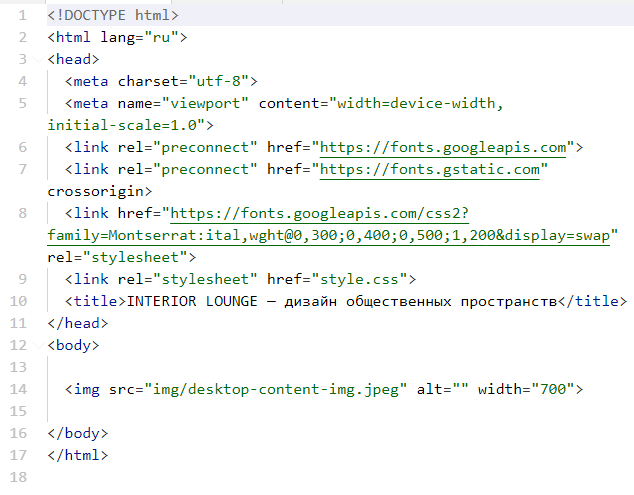 1 <!DOCTYPE html>
2 <html lang="ru">
3 <head>
4 <meta charset="utf-8">
5 <meta name="viewport" content="width=device-width,
initial-scale=1.0">
6 <link rel="preconnect" href="https://fonts.googleapis.com">
7 <link rel="preconnect" href="https://fonts.gstatic.com"
crossorigin>
8 <link href="https://fonts.googleapis.com/css2?
family=Montserrat:ital,wght@0,300;0,400;0,500;1,200&display=swap"
rel="stylesheet">
9 <link rel="stylesheet" href="style.css">
10 <title>INTERIOR LOUNGE — дизайн общественных пространств</title>
11 </head>
12 <body>
13
14 <img src="img/desktop-content-img.jpeg" alt="" width="700">
15
16 </body>
17 </html>
18